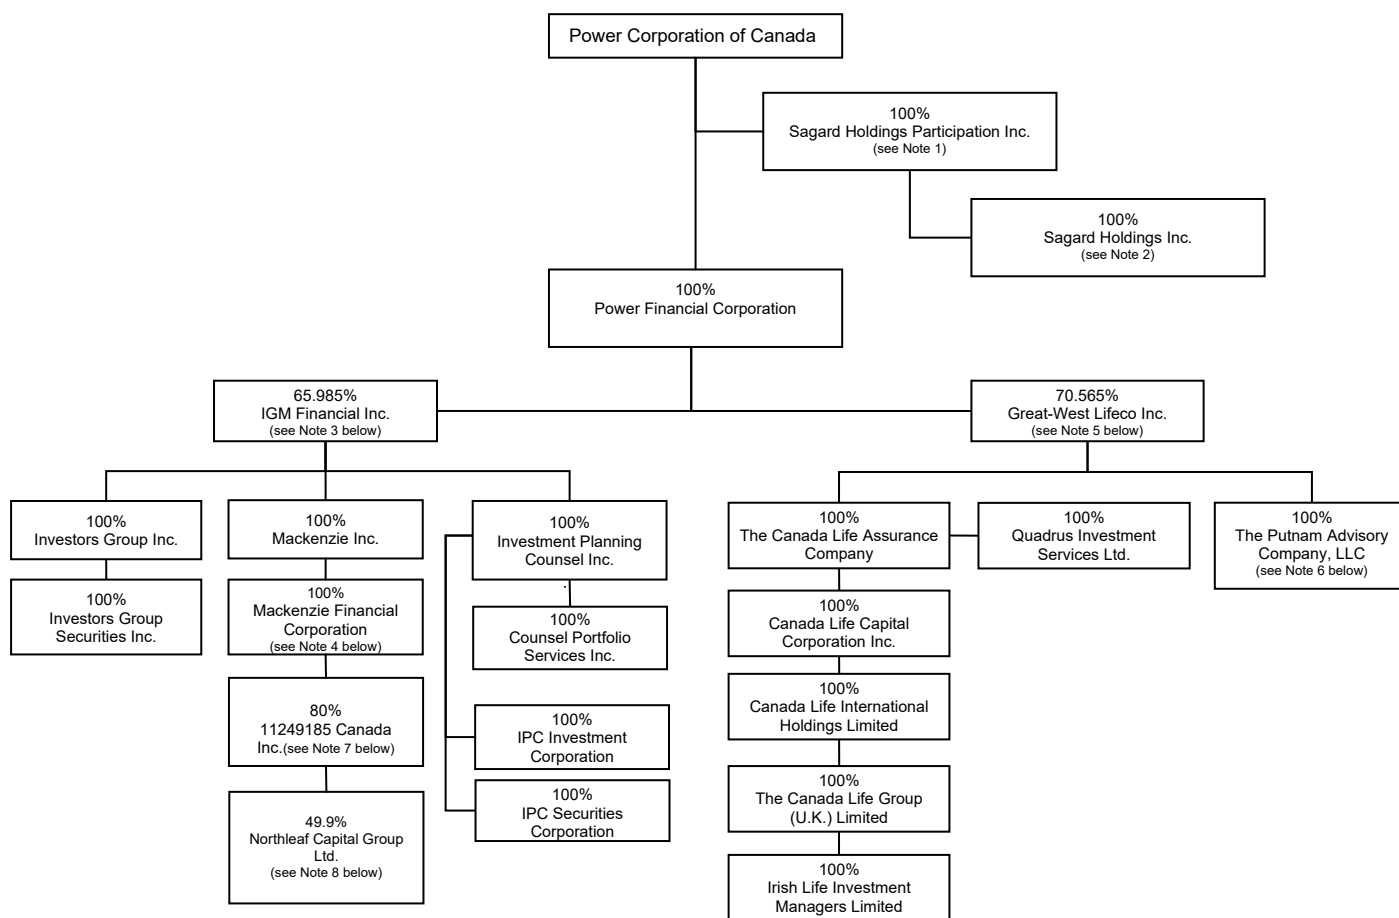 Power Corporation of Canada
100%
Sagard Holdings Participation Inc.
(see Note 1)
100%
Sagard Holdings Inc.
(see Note 2)
100%
Power Financial Corporation
65.985%
IGM Financial Inc.
(see Note 3 below)
70.565%
Great-West Lifeco Inc.
(see Note 5 below)
100%
Investors Group Inc.
100%
Investors Group
Securities Inc.
100%
Mackenzie Inc.
100%
Mackenzie Financial
Corporation
(see Note 4 below)
80%
11249185 Canada
Inc.(see Note 7 below)
49.9%
Northleaf Capital Group
Ltd.
(see Note 8 below)
100%
Investment Planning
Counsel Inc.
100%
Counsel Portfolio
Services Inc.
100%
IPC Investment
Corporation
100%
IPC Securities
Corporation
100%
The Canada Life Assurance
Company
100%
Quadrus Investment
Services Ltd.
100%
The Putnam Advisory
Company, LLC
(see Note 6 below)
100%
Canada Life Capital
Corporation Inc.
100%
Canada Life International
Holdings Limited
100%
The Canada Life Group
(U.K.) Limited
100%
Irish Life Investment
Managers Limited